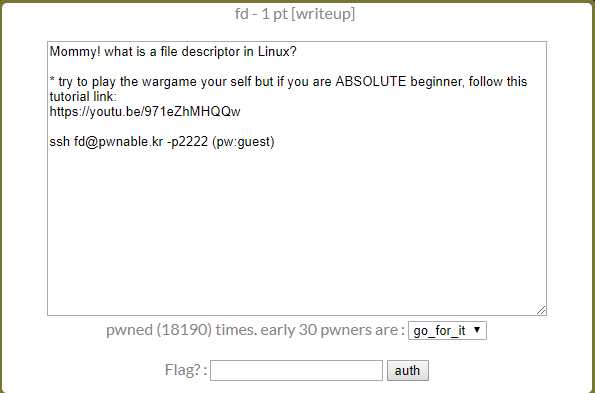 fd - 1 pt [writeup]
Mommy! what is a file descriptor in Linux?
* try to play the wargame your self but if you are ABSOLUTE beginner, follow this
tutorial link:
https://youtu.be/971eZhMHQQw
ssh fd@pwnable.kr -p2222 (pw:guest)
pwned (18190) times. early 30 pwners are : go_for_it
Flag? : auth